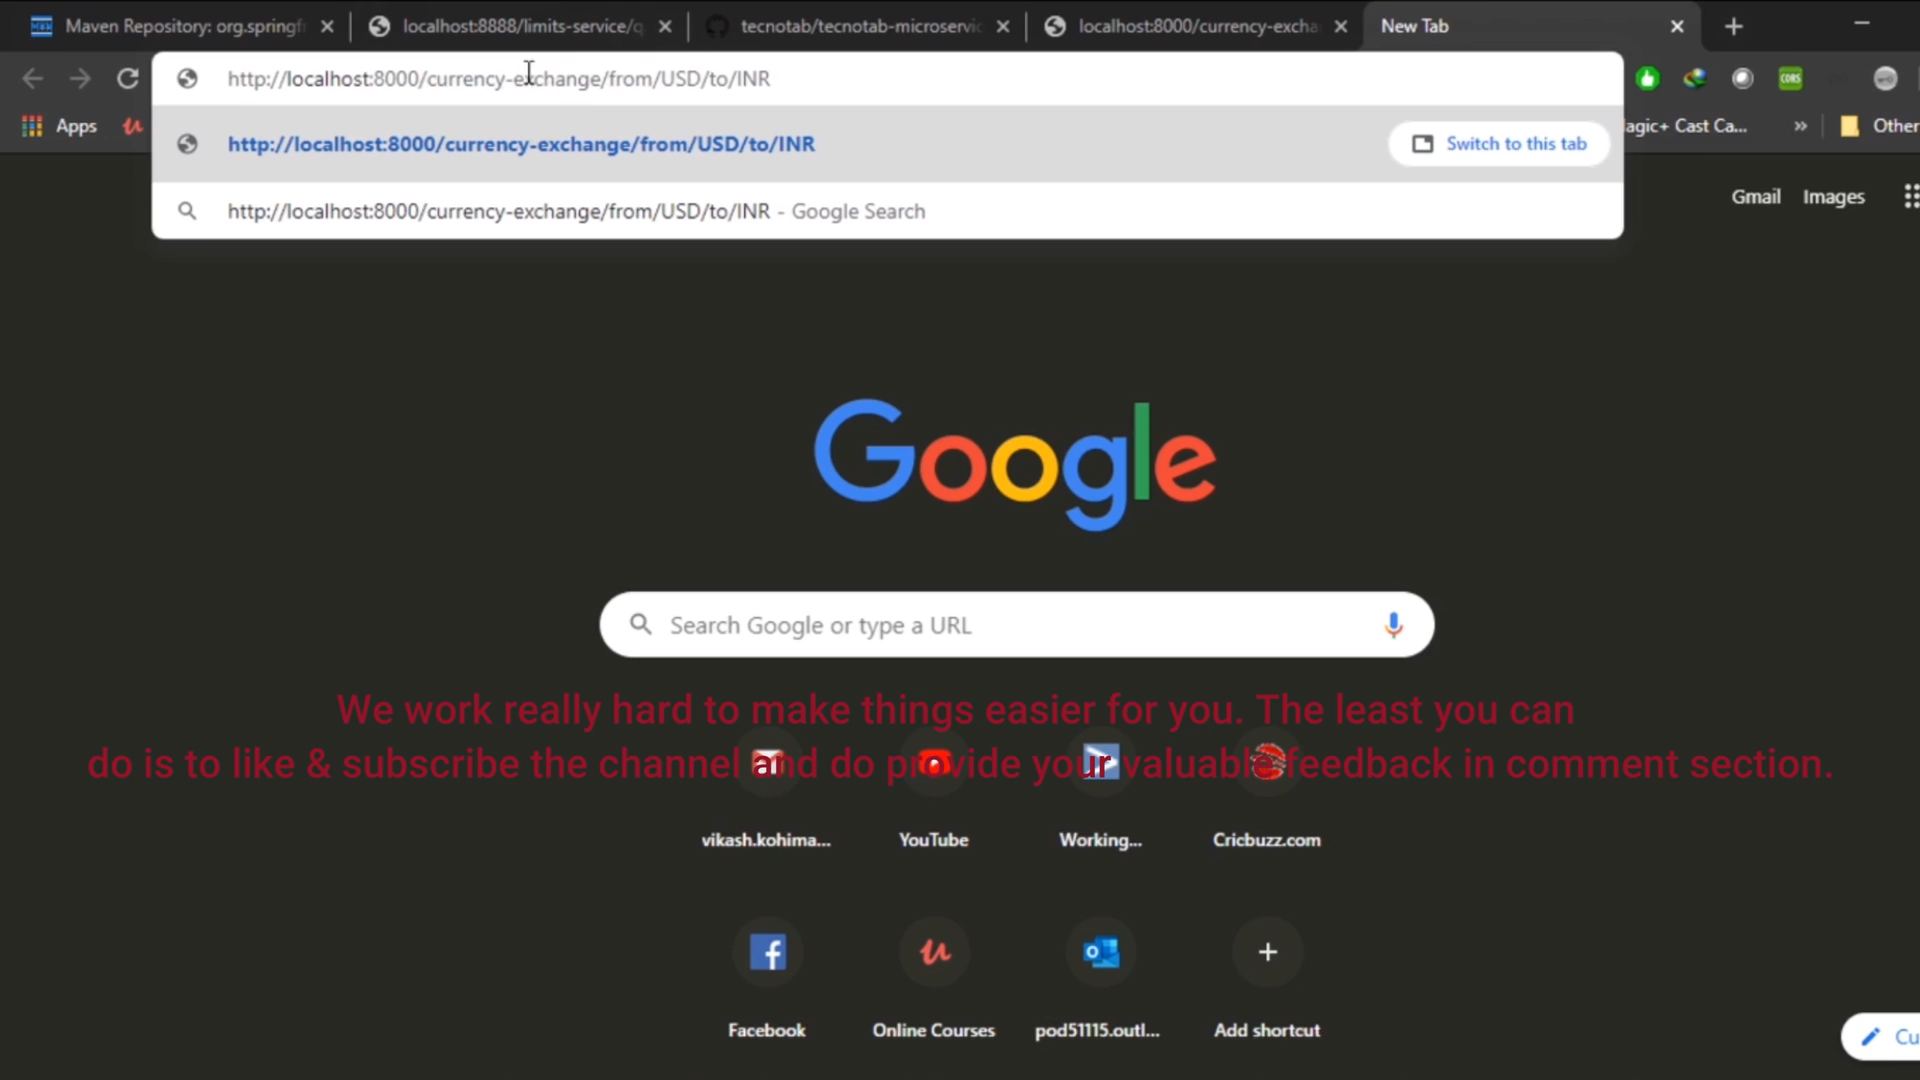 Maven Repository: org.springf
localhost:8888/limits-service/q
tecnotab/tecnotab-microservic
localhost:8000/currency-excha
New Tab
http://localhost:8000/currency-exchange/from/USD/to/INR
CORS
Apps
agic+ Cast Ca...
»
Other
http://localhost:8000/currency-exchange/from/USD/to/INR
Switch to this tab
http://localhost:8000/currency-exchange/from/USD/to/INR - Google Search
Gmail
Images
Google
Search Google or type a URL
We work really hard to make things easier for you. The least you can
do is to like & subscribe the channel and do provide your valuable feedback in comment section.
vikash.kohima...
YouTube
Working...
Cricbuzz.com
Facebook
Online Courses
pod51115.outl...
Add shortcut
Cu